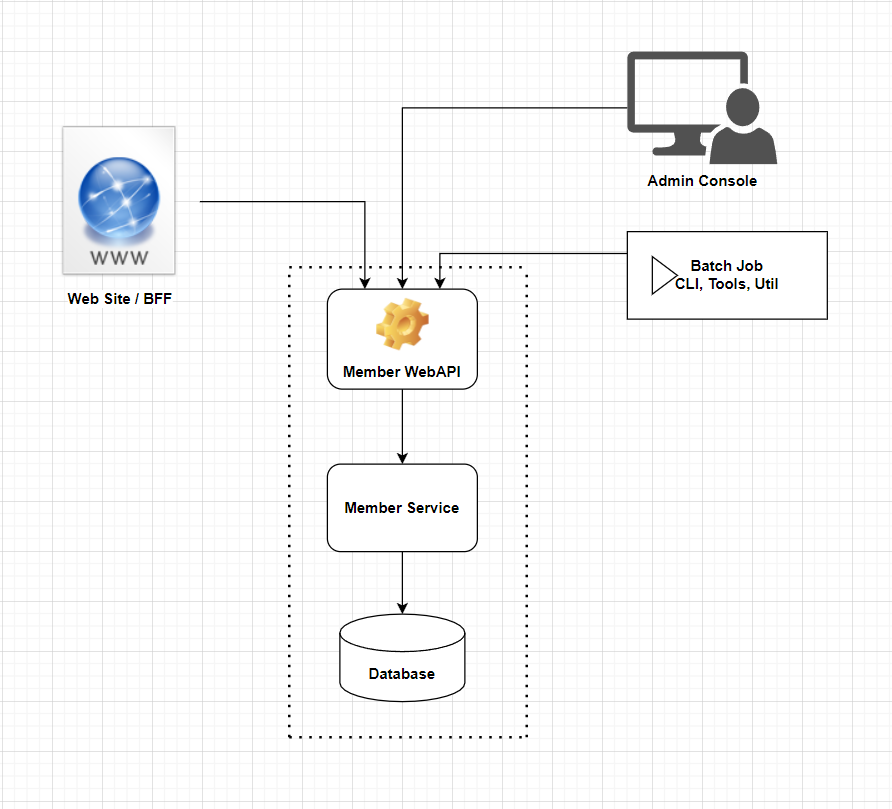 Admin Console
WWW
Web Site / BFF
Batch Job
CLI, Tools, Util
Member WebAPI
Member Service
Database